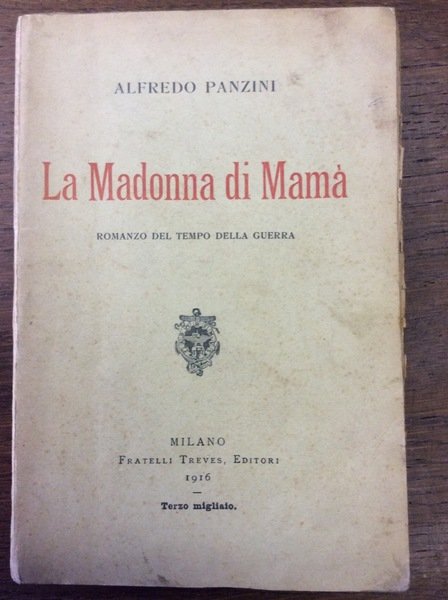 ALFREDO PANZINI
La Madonna di Mamà
ROMANZO DEL TEMPO DELLA GUERRA
MILANO
FRATELLI TREVES, EDITORI
1916
—
Terzo migliaio.